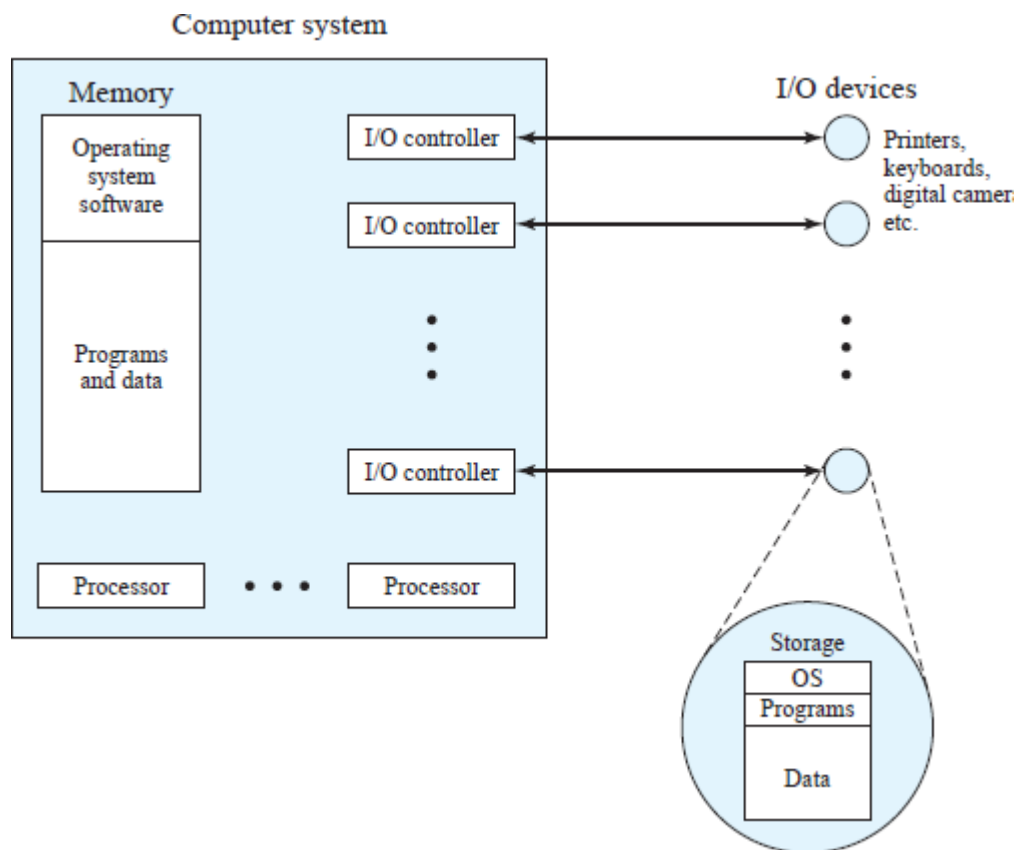 Computer system
Memory
Operating
system
software
Programs
and data
I/O controller
I/O controller
I/O controller
Processor
Processor
I/O devices
Printers,
keyboards,
digital camera
etc.
Storage
OS
Programs
Data